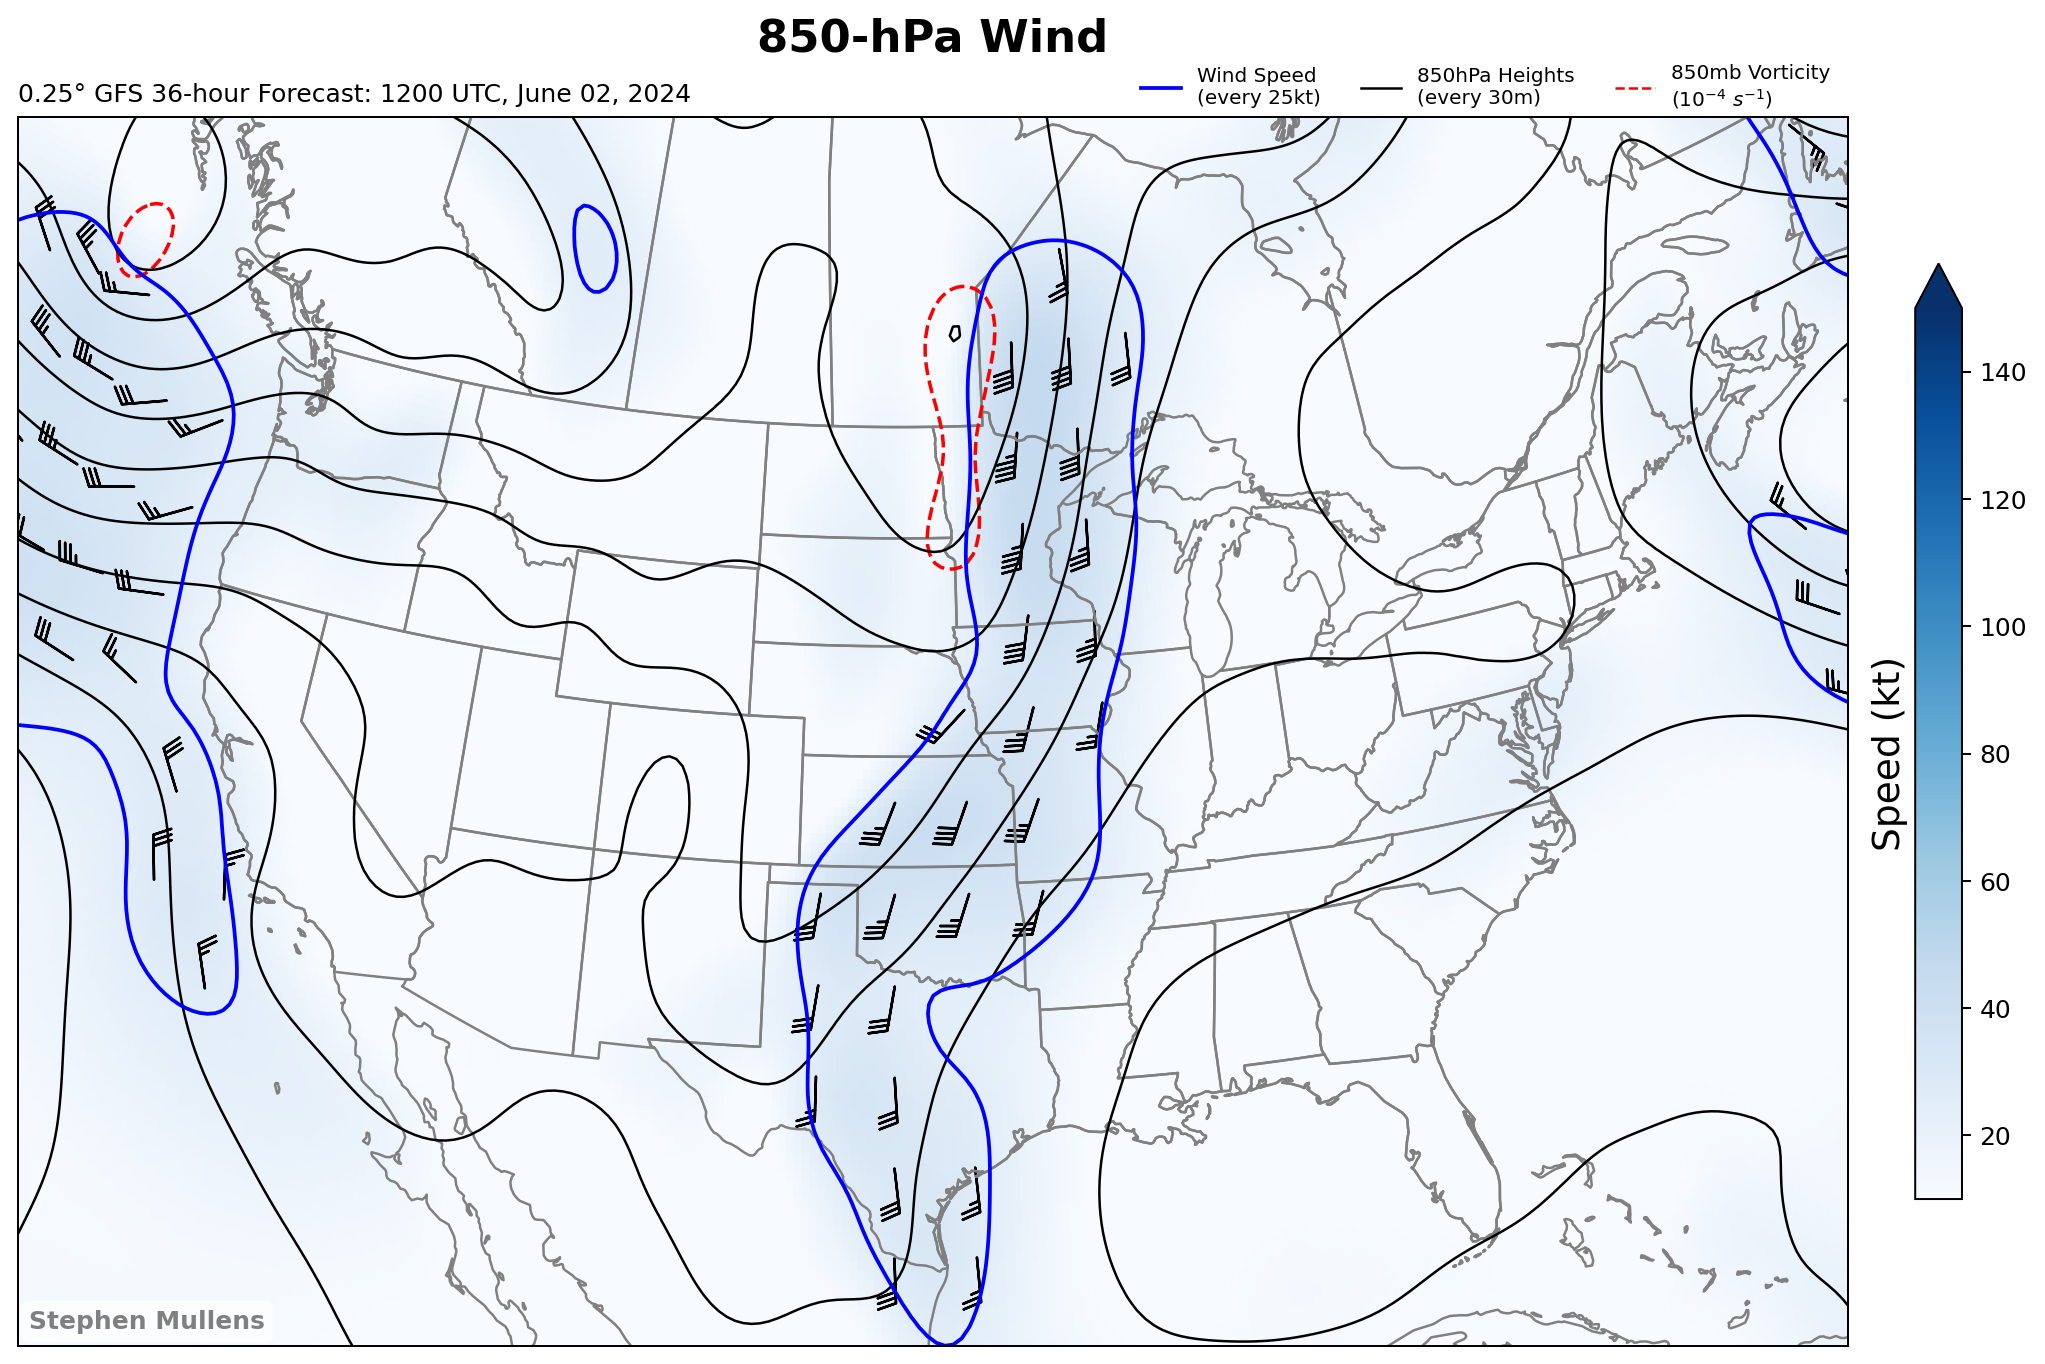 850-hPa Wind
0.25° GFS 36-hour Forecast: 1200 UTC, June 02, 2024
Wind Speed
(every 25kt)
850hPa Heights
(every 30m)
850mb Vorticity
(10⁻⁴ s⁻¹)
140
120
100
80
60
40
20
Speed (kt)
Stephen Mullens